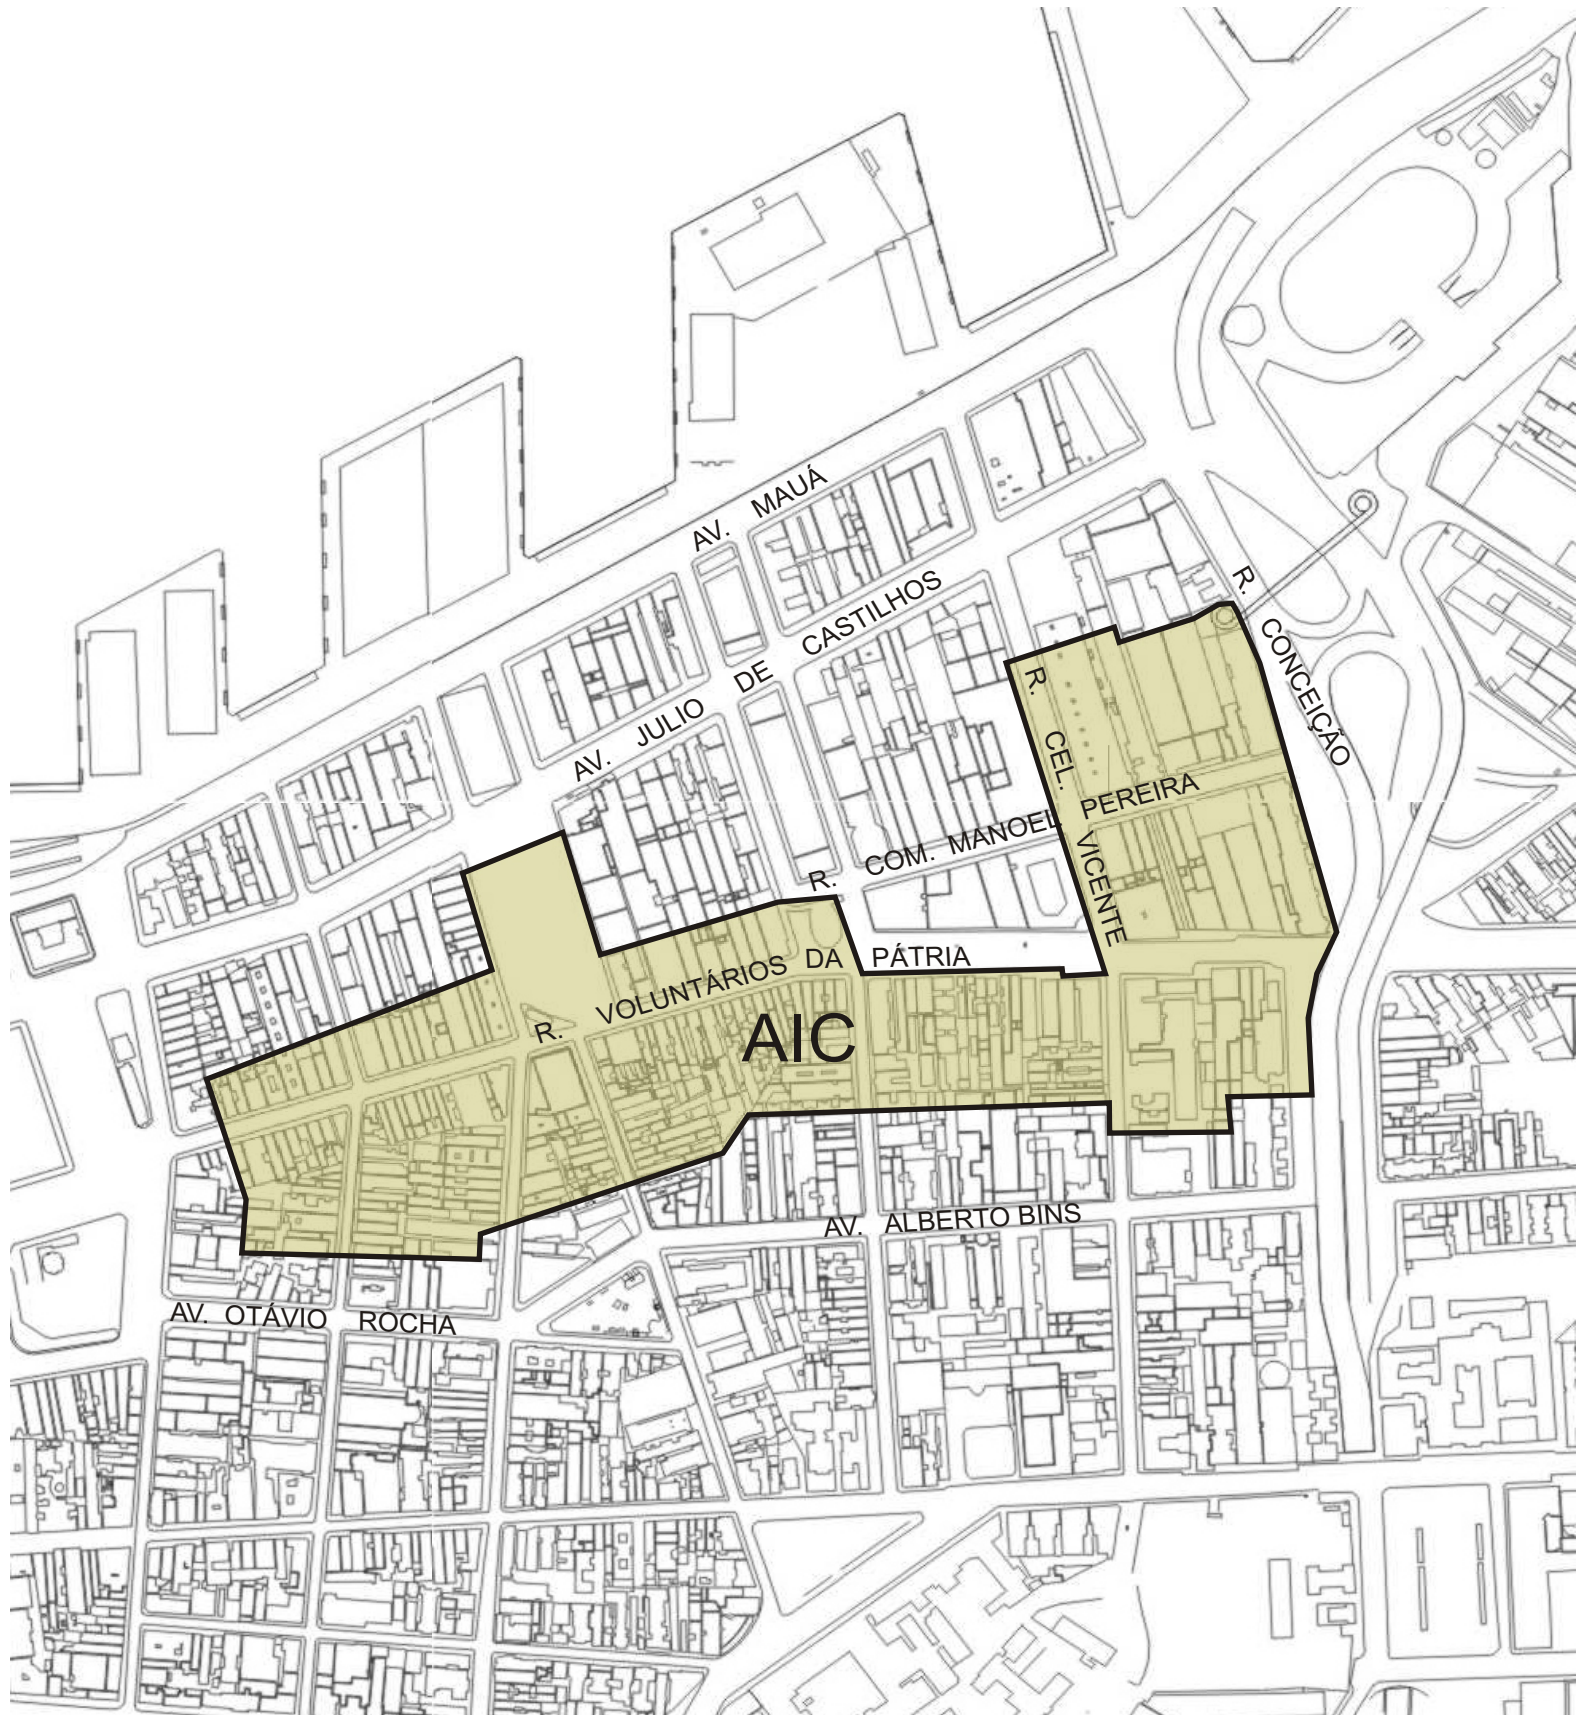 AV. MAUÁ
AV. JULIO DE CASTILHOS
R. CONCEIÇÃO
R. CEL. VICENTE
R. COM. MANOEL PEREIRA
R. VOLUNTÁRIOS DA PÁTRIA
AIC
AV. ALBERTO BINS
AV. OTÁVIO ROCHA